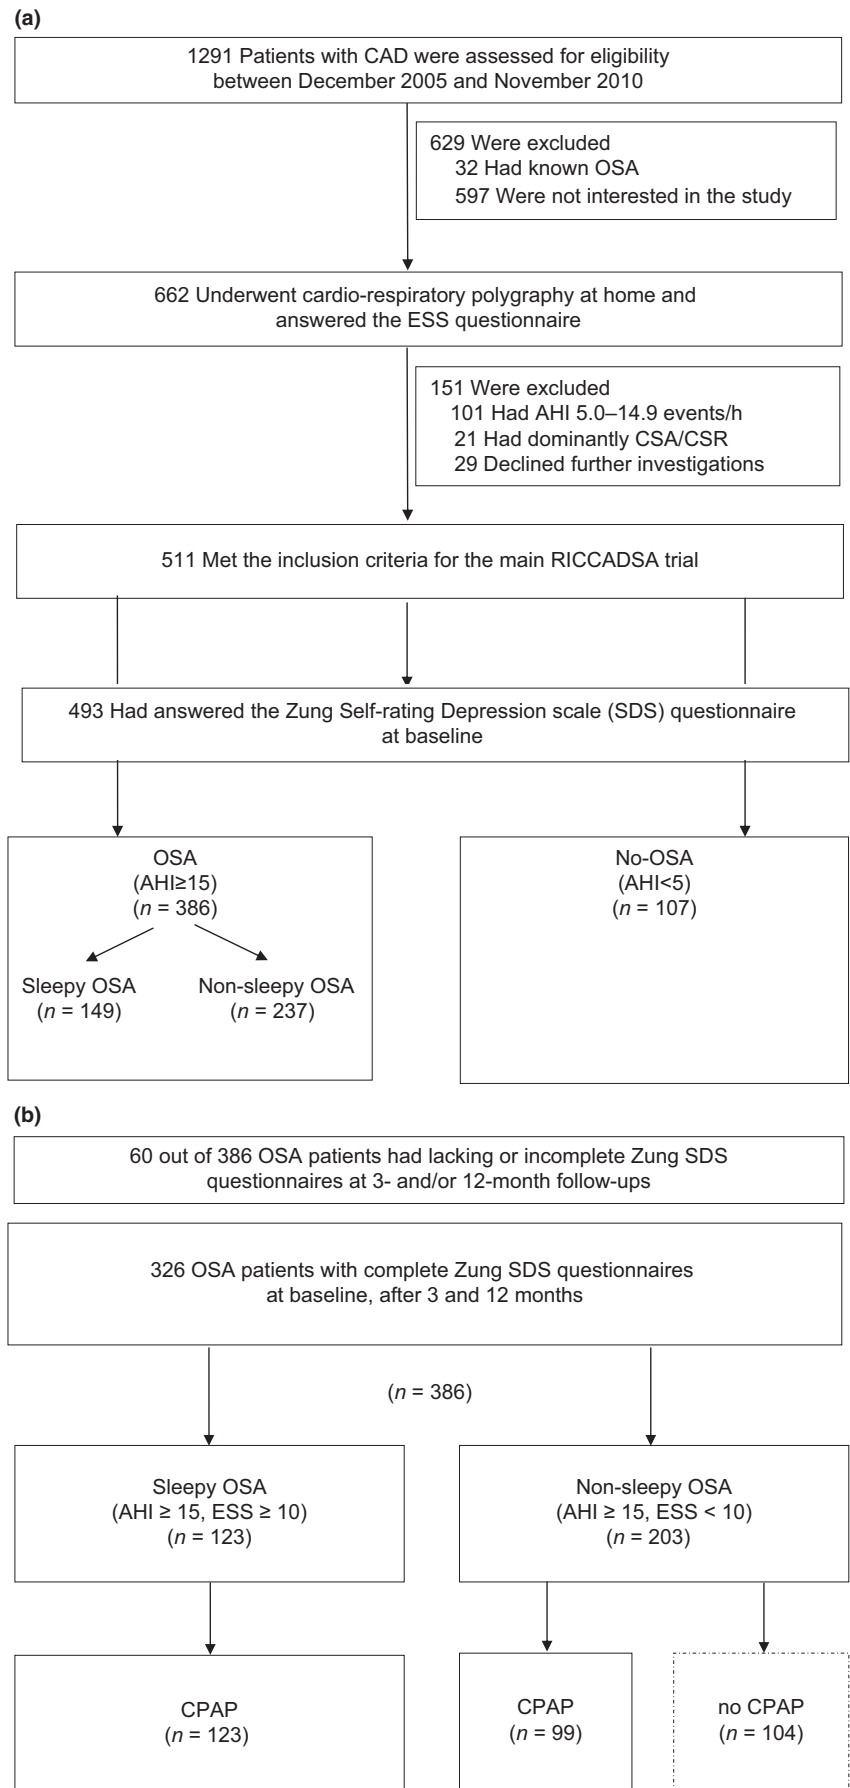 (a)
1291 Patients with CAD were assessed for eligibility
between December 2005 and November 2010
629 Were excluded
32 Had known OSA
597 Were not interested in the study
662 Underwent cardio-respiratory polygraphy at home and
answered the ESS questionnaire
151 Were excluded
101 Had AHI 5.0–14.9 events/h
21 Had dominantly CSA/CSR
29 Declined further investigations
511 Met the inclusion criteria for the main RICCADSA trial
493 Had answered the Zung Self-rating Depression scale (SDS) questionnaire
at baseline
OSA
(AHI≥15)
(n = 386)
Sleepy OSA
(n = 149)
Non-sleepy OSA
(n = 237)
No-OSA
(AHI<5)
(n = 107)
(b)
60 out of 386 OSA patients had lacking or incomplete Zung SDS
questionnaires at 3- and/or 12-month follow-ups
326 OSA patients with complete Zung SDS questionnaires
at baseline, after 3 and 12 months
(n = 386)
Sleepy OSA
(AHI ≥ 15, ESS ≥ 10)
(n = 123)
Non-sleepy OSA
(AHI ≥ 15, ESS < 10)
(n = 203)
CPAP
(n = 123)
CPAP
(n = 99)
no CPAP
(n = 104)